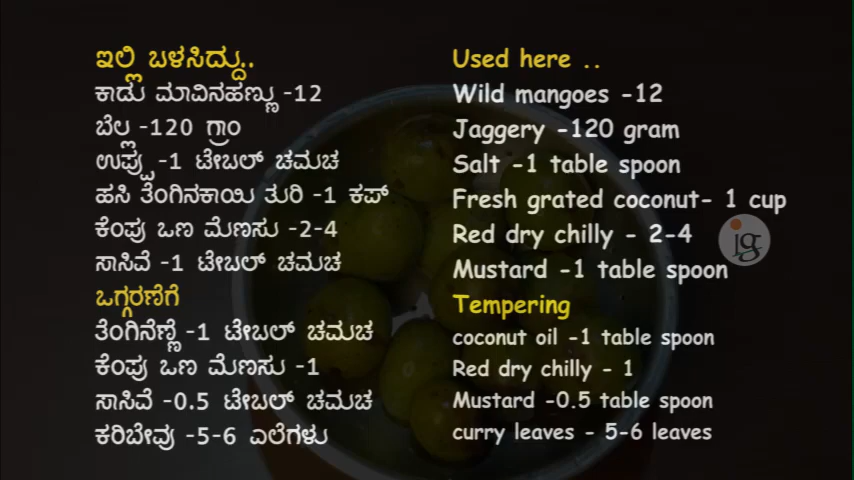 ಇಲ್ಲಿ ಬಳಸಿದ್ದು..
ಕಾಡು ಮಾವಿನಹಣ್ಣು -12
ಬೆಲ್ಲ -120 ಗ್ರಾಂ
ಉಪ್ಪು -1 ಟೇಬಲ್ ಚಮಚ
ಹಸಿ ತೆಂಗಿನಕಾಯಿ ತುರಿ -1 ಕಪ್
ಕೆಂಪು ಒಣ ಮೆಣಸು -2-4
ಸಾಸಿವೆ -1 ಟೇಬಲ್ ಚಮಚ
ಒಗ್ಗರಣೆಗೆ
ತೆಂಗಿನೆಣ್ಣೆ -1 ಟೇಬಲ್ ಚಮಚ
ಕೆಂಪು ಒಣ ಮೆಣಸು -1
ಸಾಸಿವೆ -0.5 ಟೇಬಲ್ ಚಮಚ
ಕರಿಬೇವು -5-6 ಎಲೆಗಳು
Used here ..
Wild mangoes -12
Jaggery -120 gram
Salt -1 table spoon
Fresh grated coconut- 1 cup
Red dry chilly - 2-4
Mustard -1 table spoon
Tempering
coconut oil -1 table spoon
Red dry chilly - 1
Mustard -0.5 table spoon
curry leaves - 5-6 leaves
ig